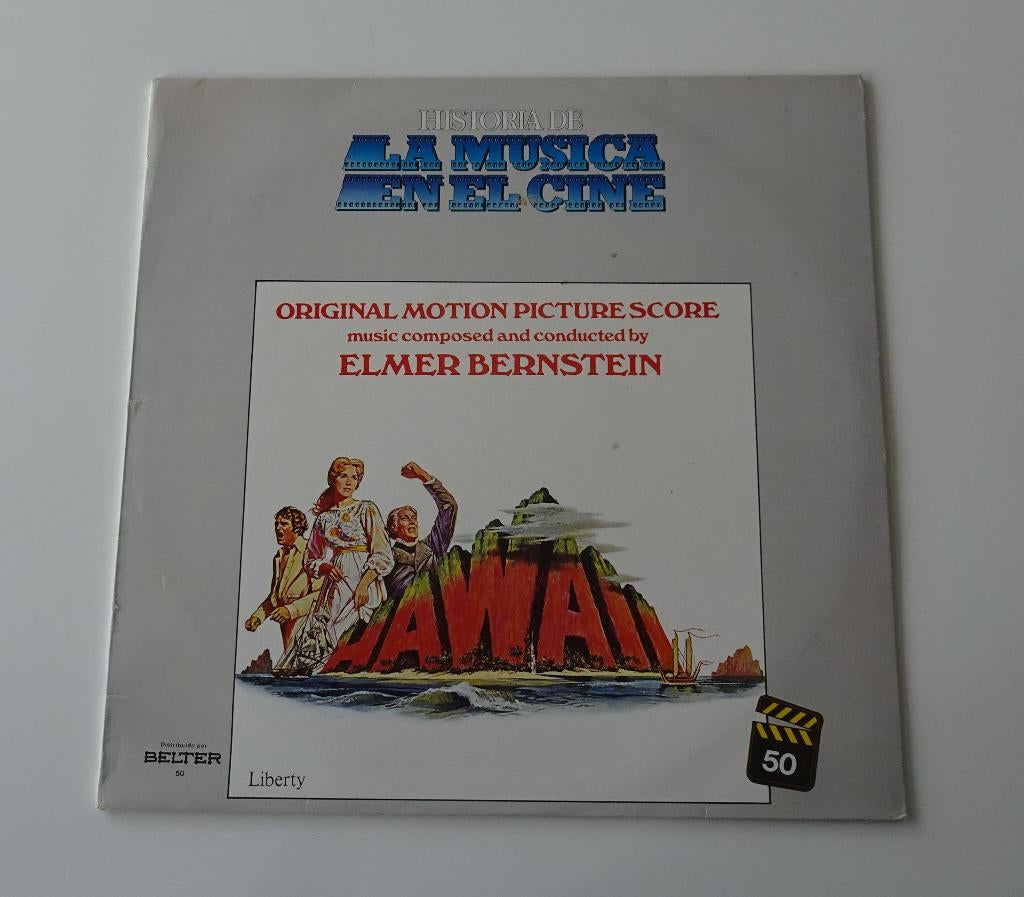 HISTORIA DE
LA MUSICA
EN EL CINE
ORIGINAL MOTION PICTURE SCORE
music composed and conducted by
ELMER BERNSTEIN
HAWAII
Distribuido por
BELTER
50
Liberty
50